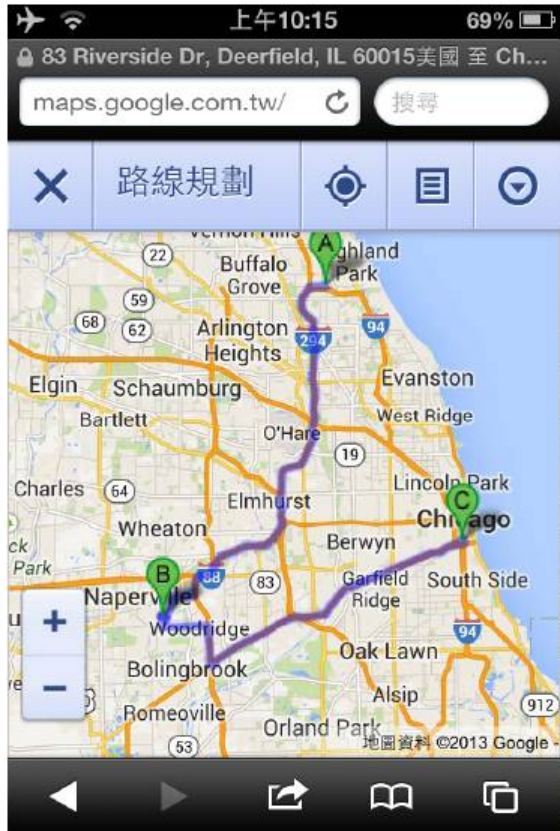 上午10:15
69%
83 Riverside Dr, Deerfield, IL 60015美國 至 Ch...
maps.google.com.tw/
搜尋
路線規劃
Vernon Hills
A
Highland
Park
22
Buffalo
Grove
59
68
62
94
294
Arlington
Heights
Evanston
Elgin
Schaumburg
Bartlett
West Ridge
O'Hare
19
Charles
64
Lincoln Park
C
Elmhurst
Chicago
Wheaton
Berwyn
ck
Park
B
88
83
Garfield
Ridge
South Side
Naperville
+
Woodridge
94
Oak Lawn
Bolingbrook
−
Alsip
Romeoville
912
Orland Park
53
地圖資料 ©2013 Google -